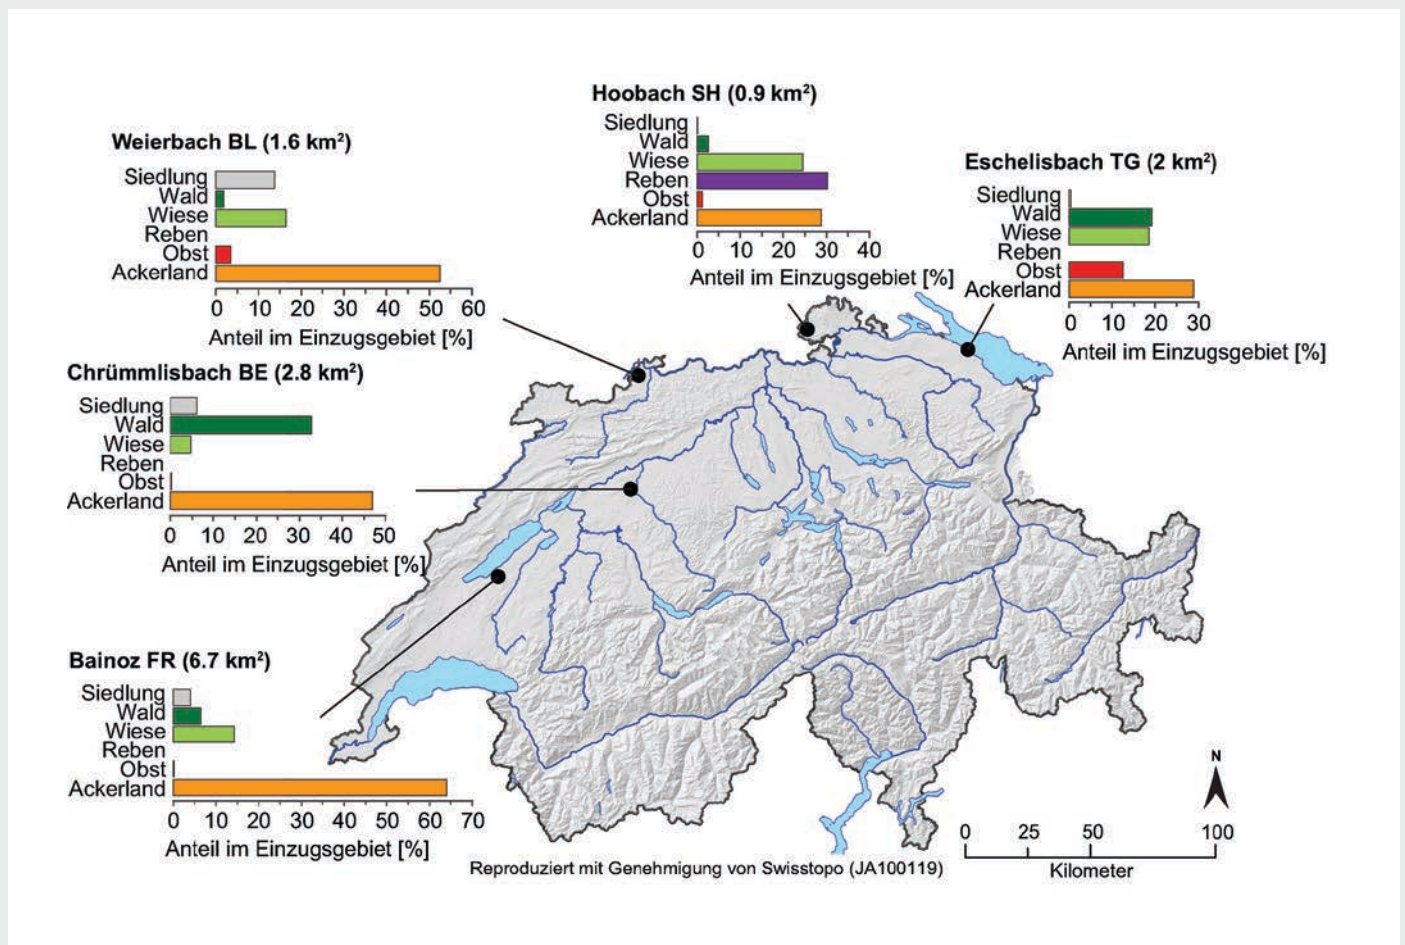 Hoobach SH (0.9 km²)
Siedlung
Wald
Wiese
Reben
Obst
Ackerland
0 10 20 30 40
Anteil im Einzugsgebiet [%]
Weierbach BL (1.6 km²)
Siedlung
Wald
Wiese
Reben
Obst
Ackerland
0 10 20 30 40 50 60
Anteil im Einzugsgebiet [%]
Eschelisbach TG (2 km²)
Siedlung
Wald
Wiese
Reben
Obst
Ackerland
0 10 20 30
Anteil im Einzugsgebiet [%]
Chrümmlisbach BE (2.8 km²)
Siedlung
Wald
Wiese
Reben
Obst
Ackerland
0 10 20 30 40 50
Anteil im Einzugsgebiet [%]
Bainoz FR (6.7 km²)
Siedlung
Wald
Wiese
Reben
Obst
Ackerland
0 10 20 30 40 50 60 70
Anteil im Einzugsgebiet [%]
N
0 25 50 100
Kilometer
Reproduziert mit Genehmigung von Swisstopo (JA100119)